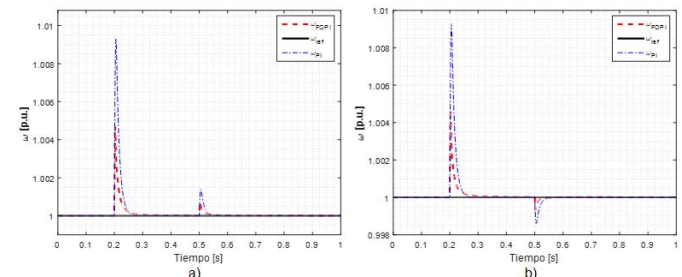 1.01
1.008
1.006
1.004
1.002
1
0 0.1 0.2 0.3 0.4 0.5 0.6 0.7 0.8 0.9 1
Tiempo [s]
ω [p.u.]
ω_FOPI
ω_ref
ω_PI
a)
1.01
1.008
1.006
1.004
1.002
1
0.998
0 0.1 0.2 0.3 0.4 0.5 0.6 0.7 0.8 0.9 1
Tiempo [s]
ω [p.u.]
ω_FOPI
ω_ref
ω_PI
b)